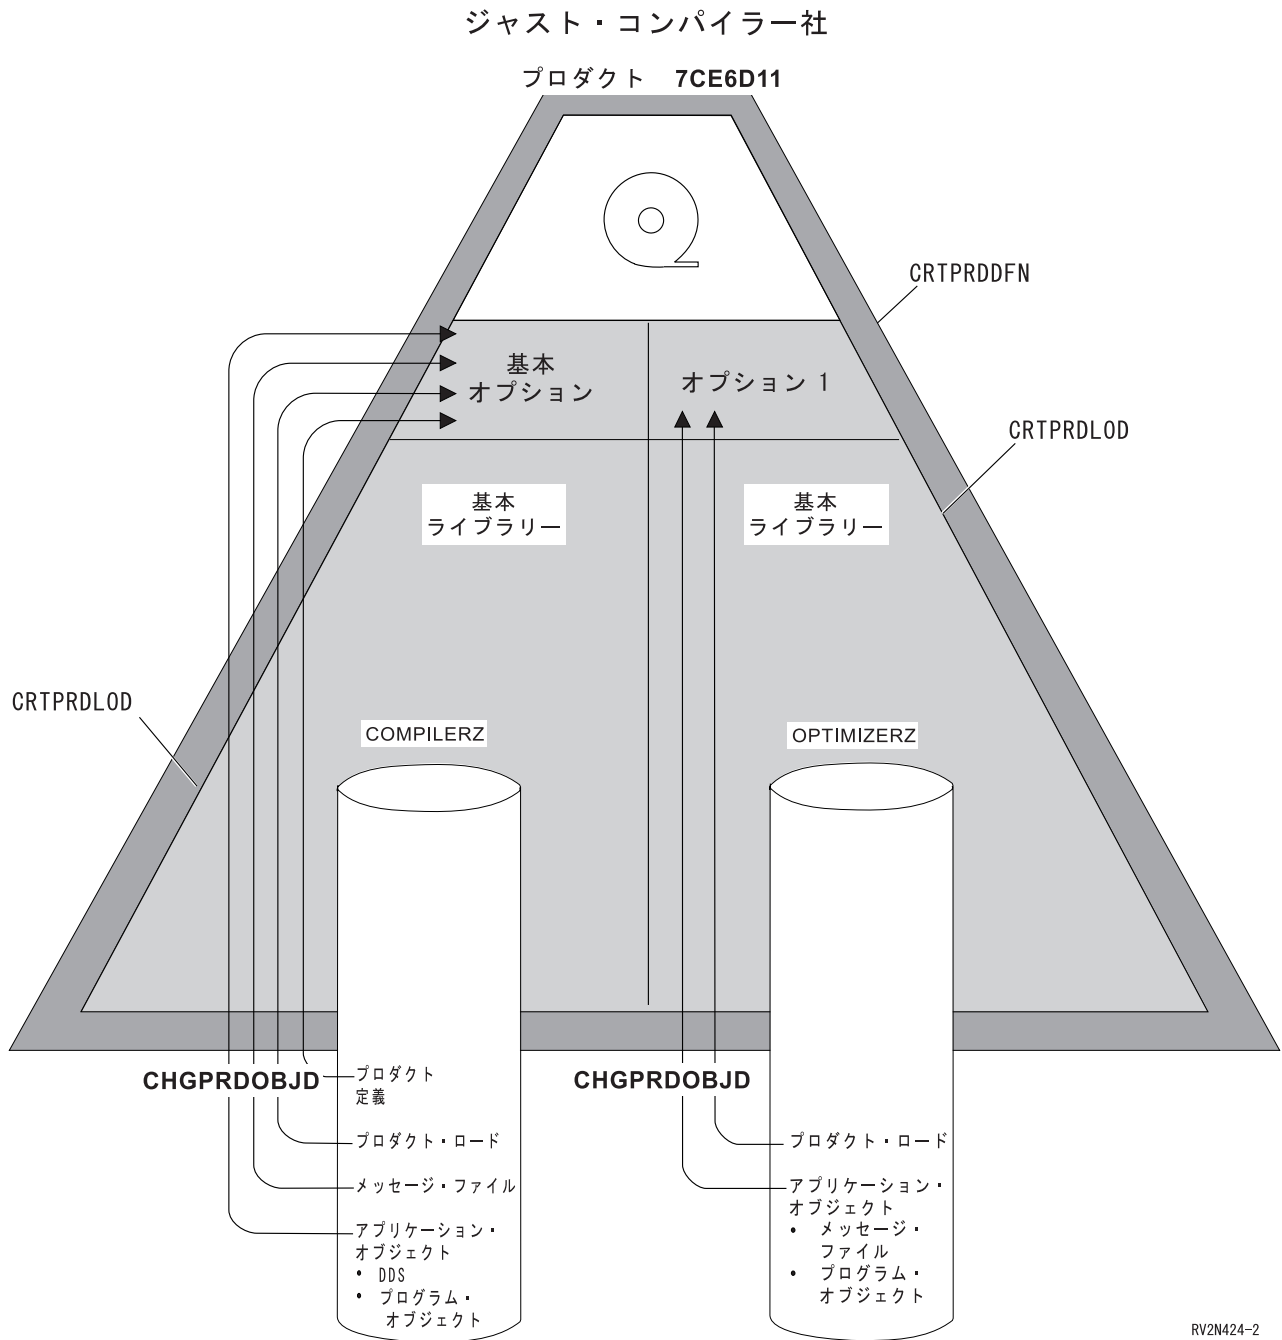 ジャスト・コンパイラー社
プロダクト 7CE6D11
CRTPRDDFN
基本
オプション
オプション 1
CRTPRDLOD
基本
ライブラリー
基本
ライブラリー
CRTPRDLOD
COMPILERZ
OPTIMIZERZ
CHGPRDOBJD
プロダクト
定義
プロダクト・ロード
メッセージ・ファイル
アプリケーション・
オブジェクト
• DDS
• プログラム・
オブジェクト
CHGPRDOBJD
プロダクト・ロード
アプリケーション・
オブジェクト
• メッセージ・
ファイル
• プログラム・
オブジェクト
RV2N424-2